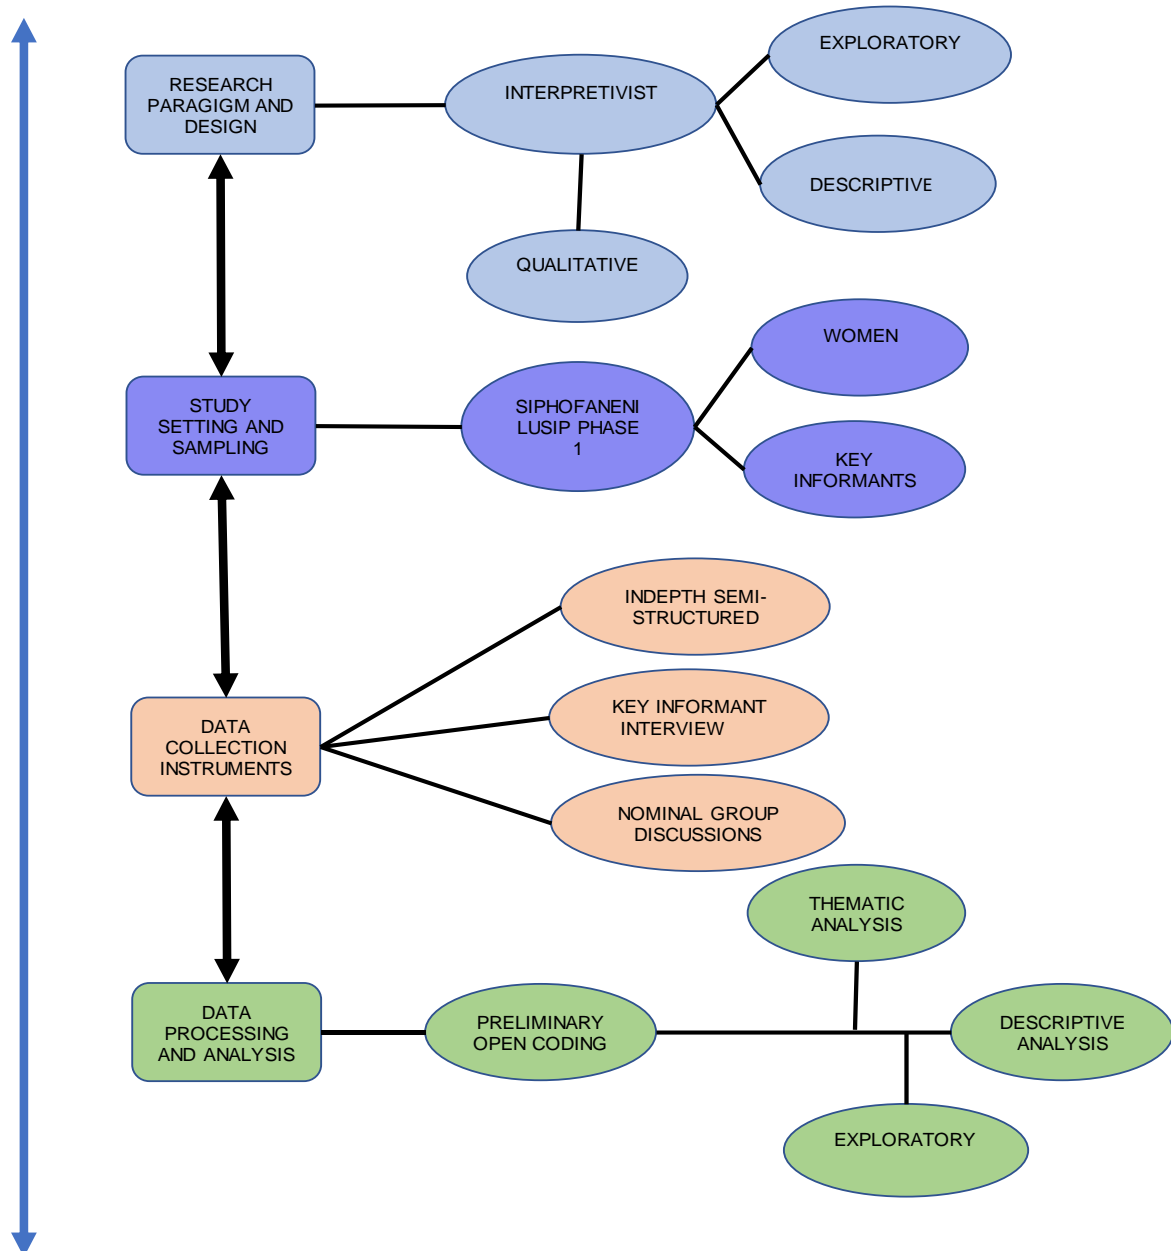 EXPLORATORY
RESEARCH
PARAGIGM AND
DESIGN
INTERPRETIVIST
DESCRIPTIVE
QUALITATIVE
WOMEN
STUDY
SETTING AND
SAMPLING
SIPHOFANENI
LUSIP PHASE
1
KEY
INFORMANTS
INDEPTH SEMI-
STRUCTURED
KEY INFORMANT
INTERVIEW
DATA
COLLECTION
INSTRUMENTS
NOMINAL GROUP
DISCUSSIONS
THEMATIC
ANALYSIS
DATA
PROCESSING
AND ANALYSIS
PRELIMINARY
OPEN CODING
DESCRIPTIVE
ANALYSIS
EXPLORATORY